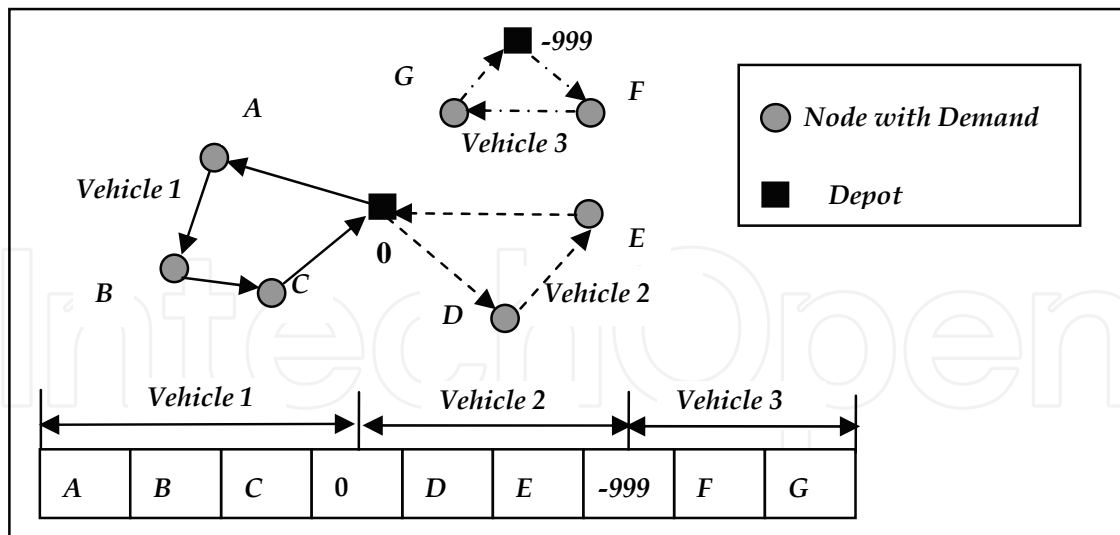 -999
G
F
A
Node with Demand
Vehicle 3
Vehicle 1
Depot
0
E
B
C
Vehicle 2
D
IntechOpen
Vehicle 1
Vehicle 2
Vehicle 3
A B C 0 D E -999 F G